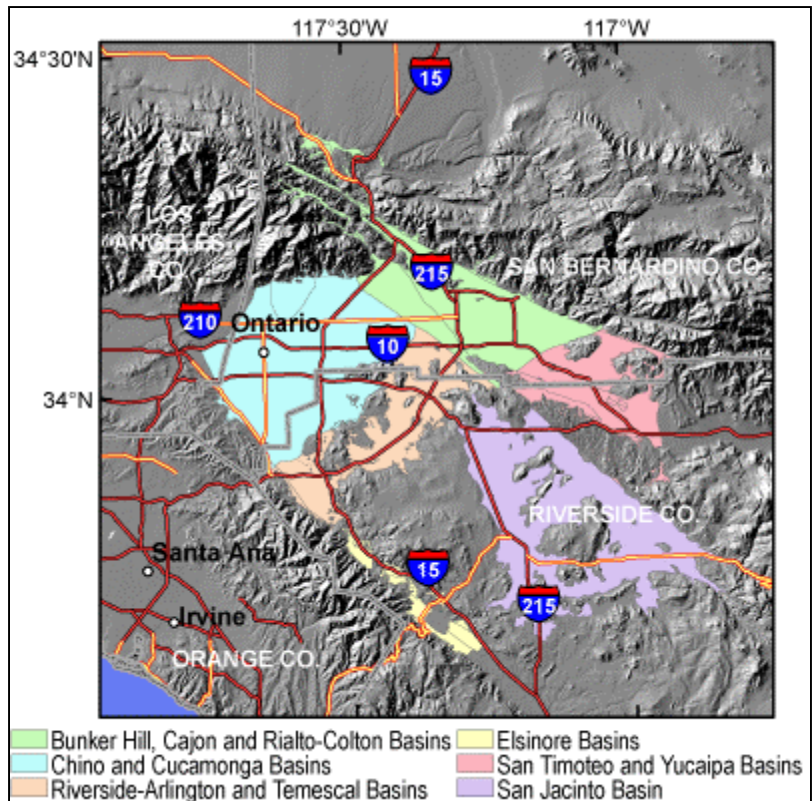 117°30'W
117°W
34°30'N
15
LOS
ANGELES
CO.
215
SAN BERNARDINO CO.
210
Ontario
10
34°N
RIVERSIDE CO.
Santa Ana
15
215
Irvine
ORANGE CO.
Bunker Hill, Cajon and Rialto-Colton Basins
Elsinore Basins
Chino and Cucamonga Basins
San Timoteo and Yucaipa Basins
Riverside-Arlington and Temescal Basins
San Jacinto Basin